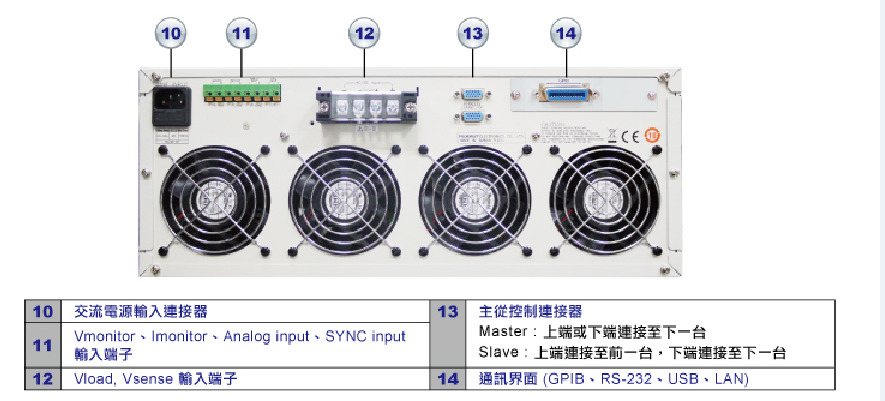 10 11 12 13 14
CE
10 交流電源輸入連接器
11 Vmonitor、Imonitor、Analog input、SYNC input
輸入端子
12 Vload, Vsense 輸入端子
13 主從控制連接器
Master：上端或下端連接至下一台
Slave：上端連接至前一台，下端連接至下一台
14 通訊界面 (GPIB、RS-232、USB、LAN)